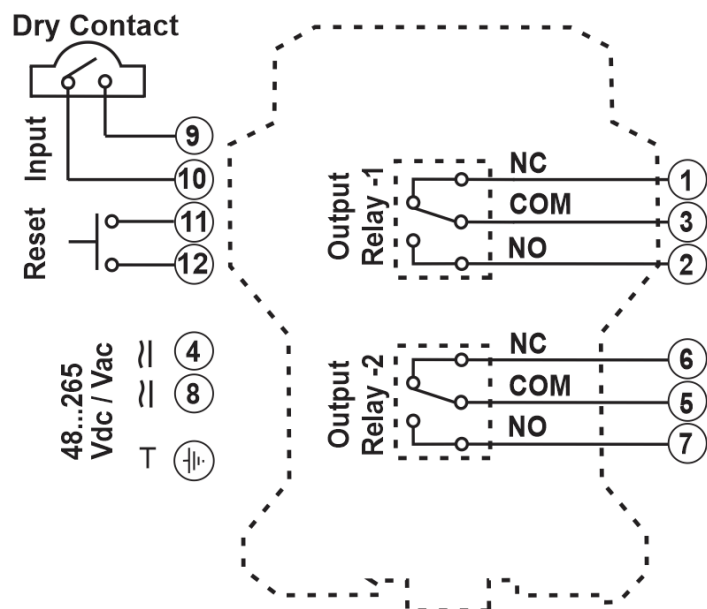 Dry Contact
Input
9
10
Reset
11
12
48...265
Vdc / Vac
4
8
T
Output
Relay -1
NC
1
COM
3
NO
2
Output
Relay -2
NC
6
COM
5
NO
7